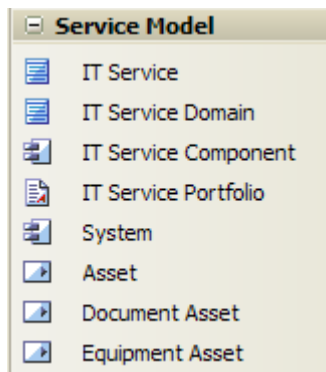 Service Model
IT Service
IT Service Domain
IT Service Component
IT Service Portfolio
System
Asset
Document Asset
Equipment Asset